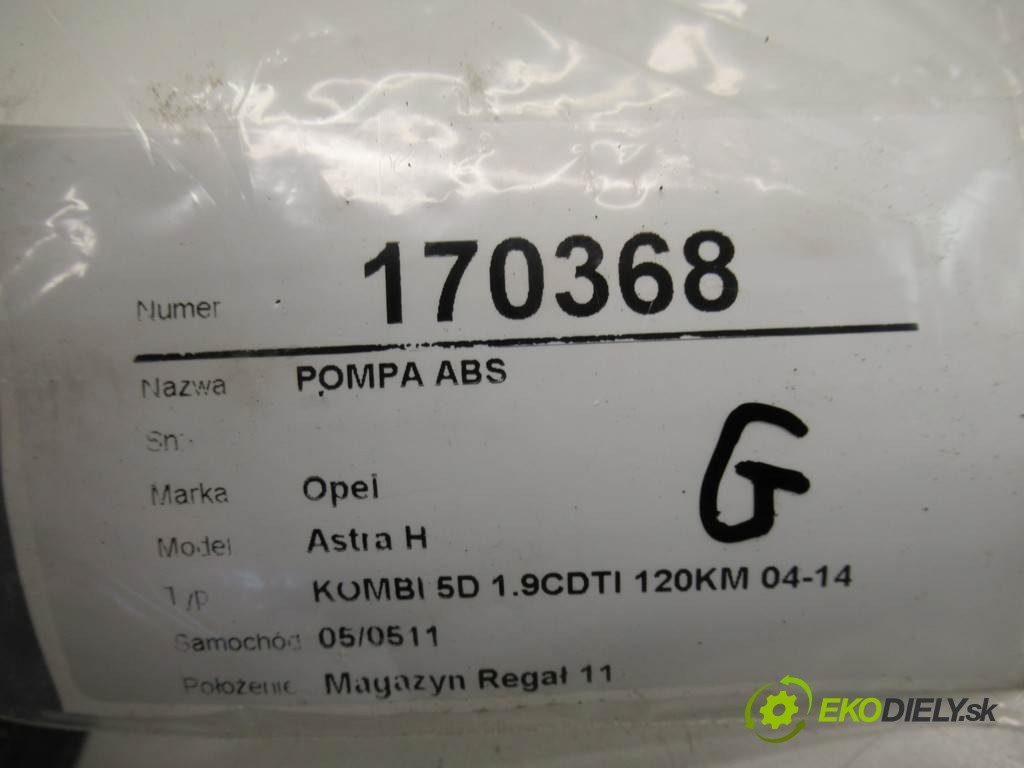 Numer 170368
Nazwa POMPA ABS
Sn:
Marka Opel
Model Astra H
Typ KOMBI 5D 1.9CDTI 120KM 04-14
Samochód 05/0511
Położenie Magazyn Regał 11
G
EKODIELY.sk